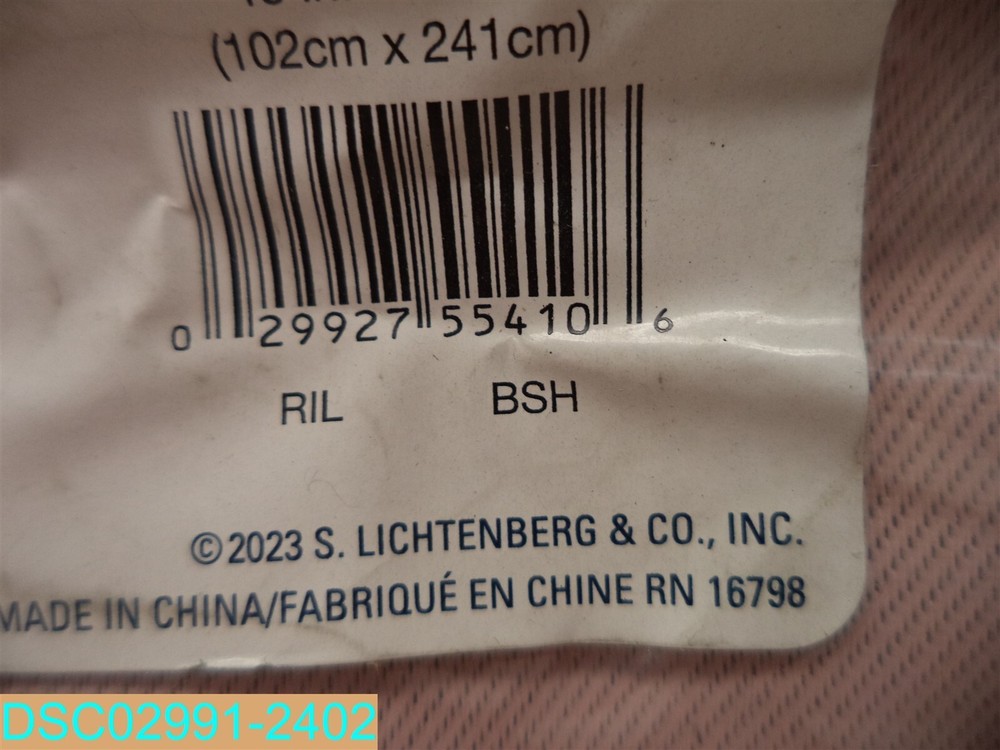 (102cm x 241cm)
0 29927 55410 6
RIL BSH
©2023 S. LICHTENBERG & CO., INC.
MADE IN CHINA/FABRIQUÉ EN CHINE RN 16798
DSC02991-2402